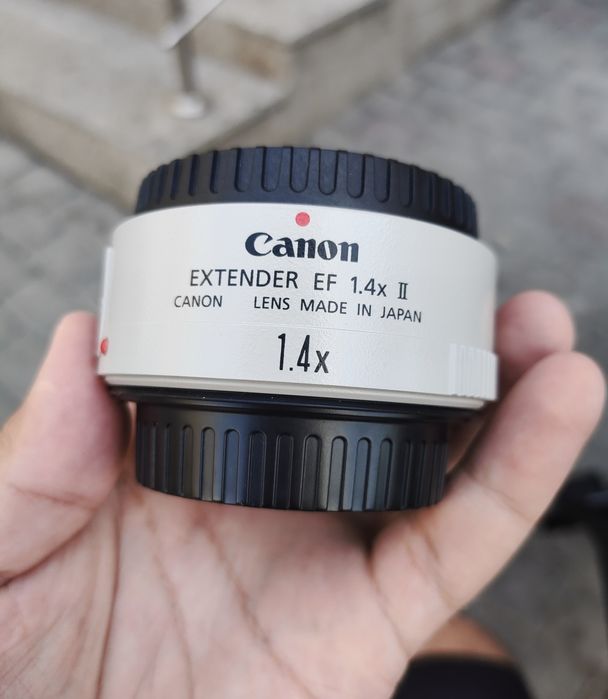 Canon
EXTENDER EF 1.4x II
CANON LENS MADE IN JAPAN
1.4x